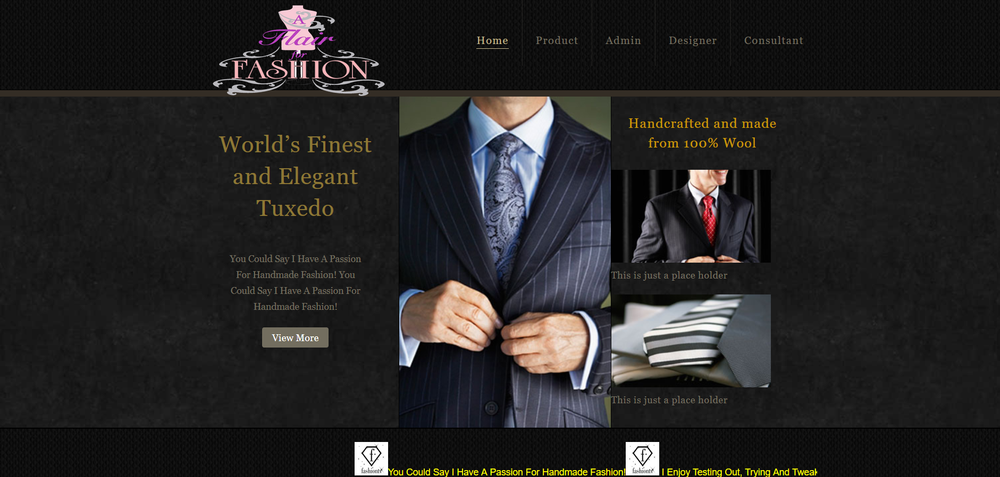 A
Flair
for
FASHION
Home Product Admin Designer Consultant
World’s Finest
and Elegant
Tuxedo
You Could Say I Have A Passion
For Handmade Fashion! You
Could Say I Have A Passion For
Handmade Fashion!
View More
Handcrafted and made
from 100% Wool
This is just a place holder
This is just a place holder
f.
fashiontv
You Could Say I Have A Passion For Handmade Fashion!
f.
fashiontv
I Enjoy Testing Out, Trying And Tweak